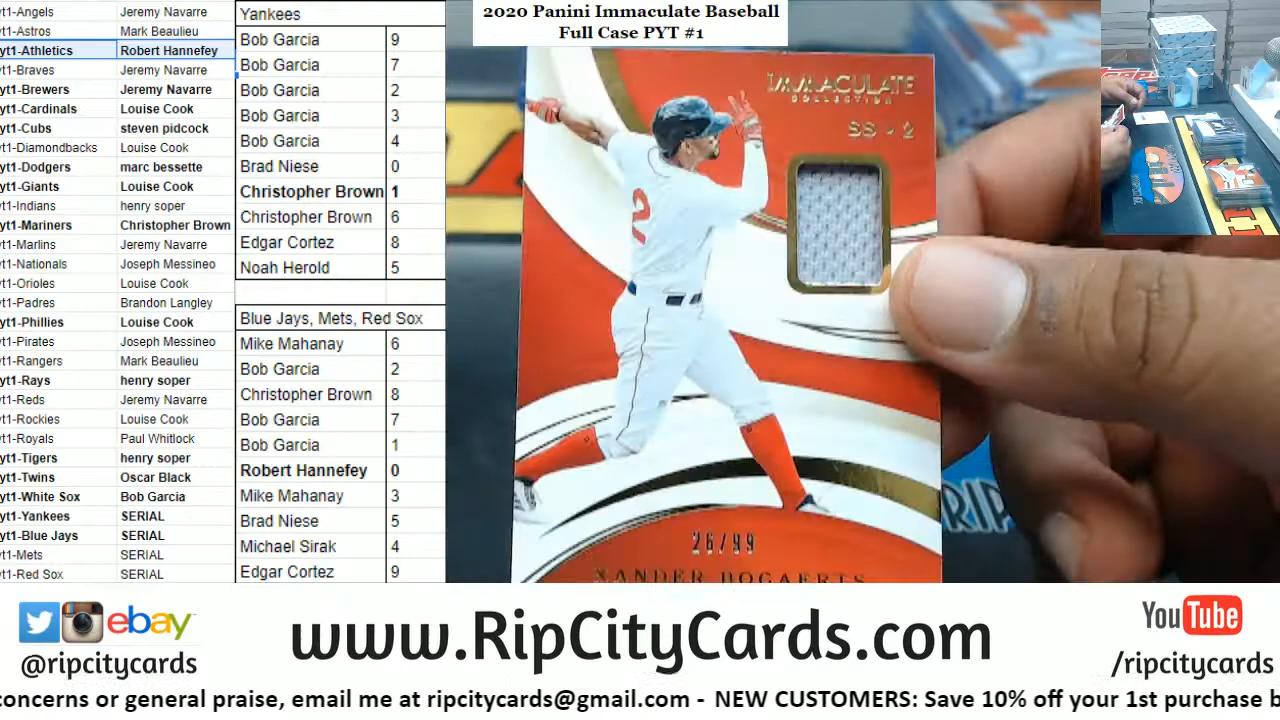 2020 Panini Immaculate Baseball
Full Case PYT #1
yt1-Angels Jeremy Navarre
yt1-Astros Mark Beaulieu
yt1-Athletics Robert Hannefey
yt1-Braves Jeremy Navarre
yt1-Brewers Jeremy Navarre
yt1-Cardinals Louise Cook
yt1-Cubs steven pidcock
yt1-Diamondbacks Louise Cook
yt1-Dodgers marc bessette
yt1-Giants Louise Cook
yt1-Indians henry soper
yt1-Mariners Christopher Brown
yt1-Marlins Jeremy Navarre
yt1-Nationals Joseph Messineo
yt1-Orioles Louise Cook
yt1-Padres Brandon Langley
yt1-Phillies Louise Cook
yt1-Pirates Joseph Messineo
yt1-Rangers Mark Beaulieu
yt1-Rays henry soper
yt1-Reds Jeremy Navarre
yt1-Rockies Louise Cook
yt1-Royals Paul Whitlock
yt1-Tigers henry soper
yt1-Twins Oscar Black
yt1-White Sox Bob Garcia
yt1-Yankees SERIAL
yt1-Blue Jays SERIAL
yt1-Mets SERIAL
yt1-Red Sox SERIAL
Yankees
Bob Garcia 9
Bob Garcia 7
Bob Garcia 2
Bob Garcia 3
Bob Garcia 4
Brad Niese 0
Christopher Brown 1
Christopher Brown 6
Edgar Cortez 8
Noah Herold 5
Blue Jays, Mets, Red Sox
Mike Mahanay 6
Bob Garcia 2
Christopher Brown 8
Bob Garcia 7
Bob Garcia 1
Robert Hannefey 0
Mike Mahanay 3
Brad Niese 5
Michael Sirak 4
Edgar Cortez 9
IMMACULATE
COLLECTION
SS - 2
2
26/99
XANDER BOGAERTS
RIP
ebay
@ripcitycards
www.RipCityCards.com
YouTube
/ripcitycards
concerns or general praise, email me at ripcitycards@gmail.com - NEW CUSTOMERS: Save 10% off your 1st purchase b